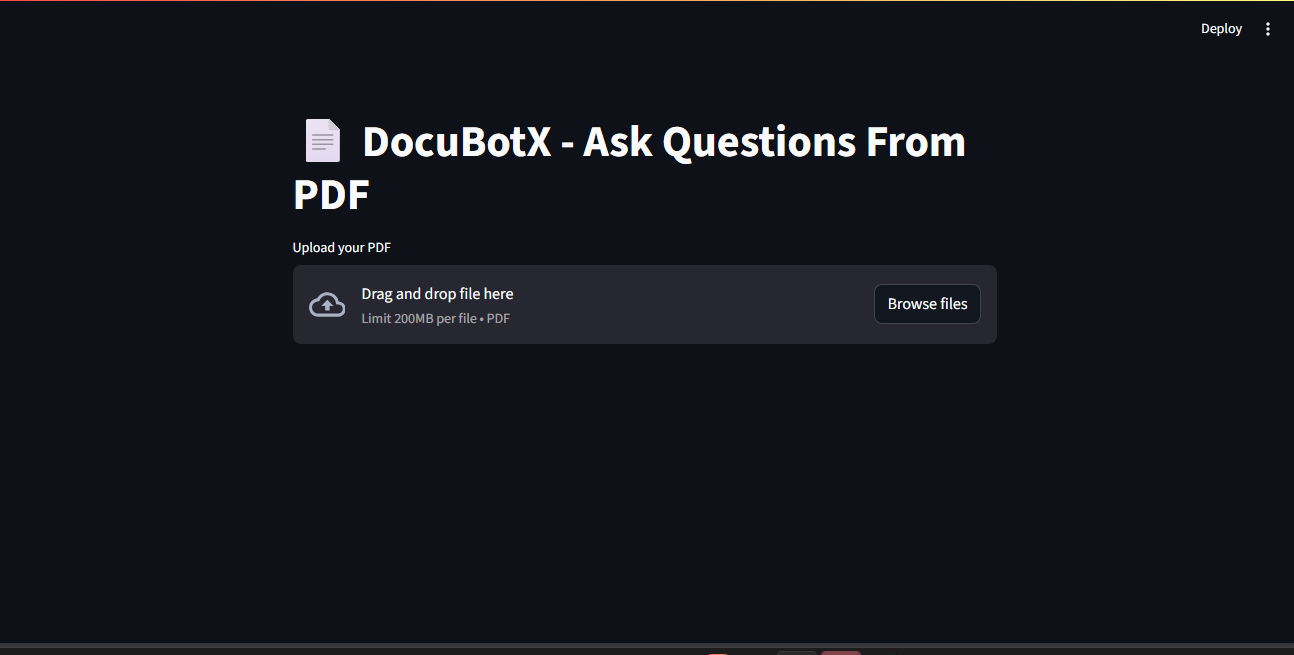 Deploy
DocuBotX - Ask Questions From
PDF
Upload your PDF
Drag and drop file here
Limit 200MB per file • PDF
Browse files